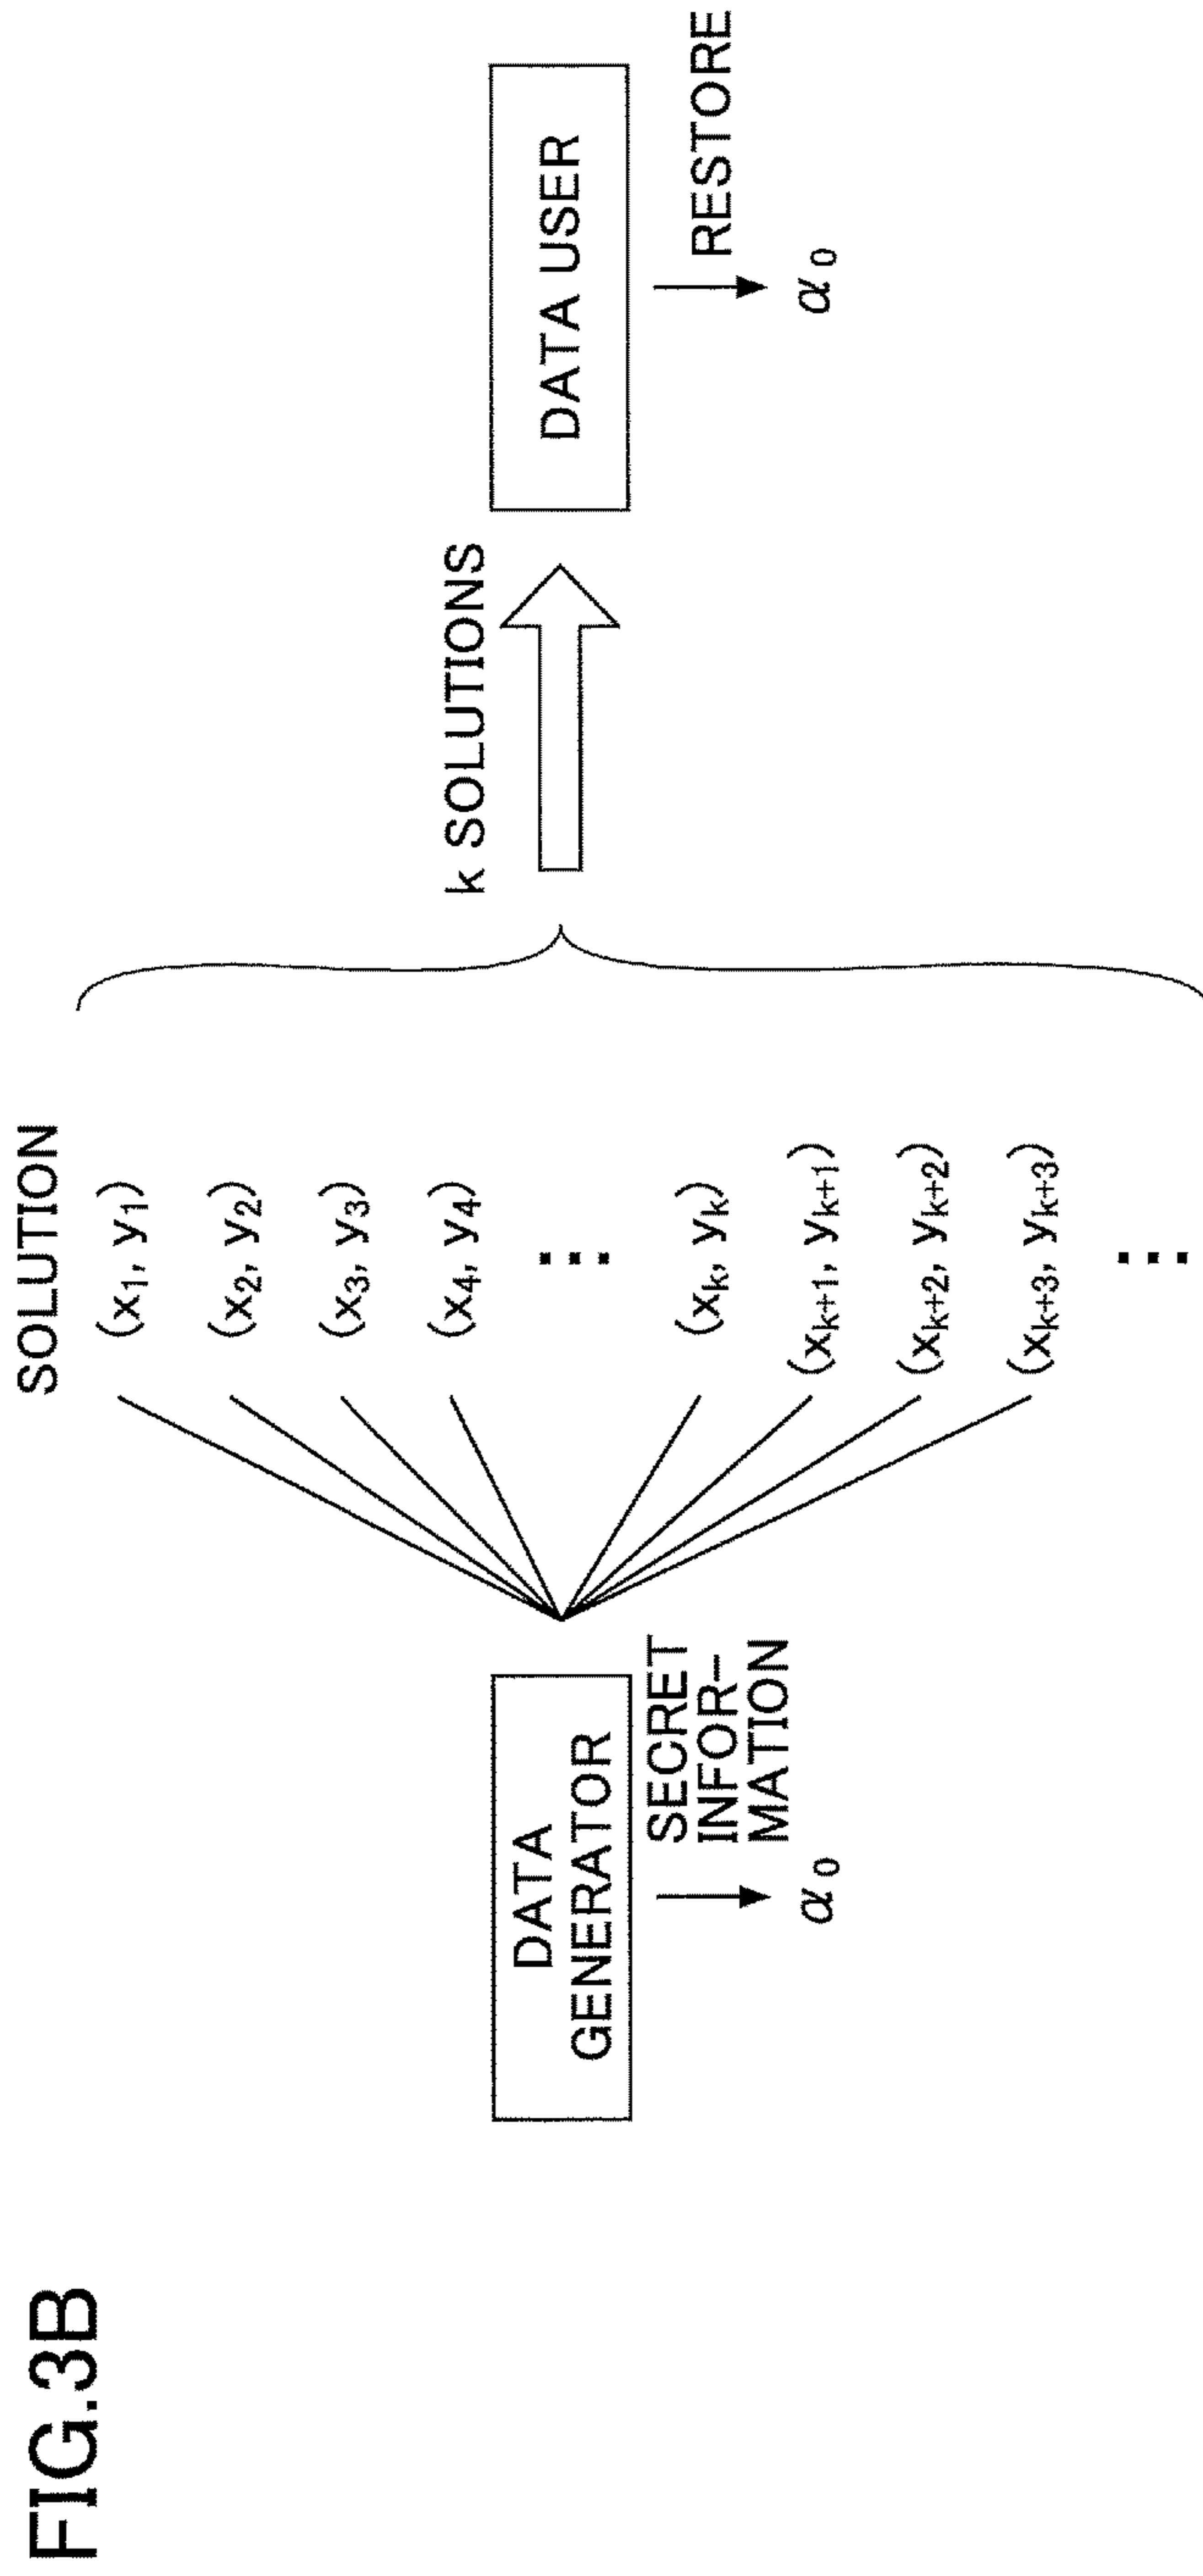 FIG.3B
SOLUTION
(x₁, y₁)
(x₂, y₂)
(x₃, y₃)
(x₄, y₄)
⋮
(xₖ, yₖ)
(xₖ₊₁, yₖ₊₁)
(xₖ₊₂, yₖ₊₂)
(xₖ₊₃, yₖ₊₃)
⋮
DATA
GENERATOR
SECRET
INFOR-
MATION
α₀
k SOLUTIONS
DATA USER
RESTORE
α₀